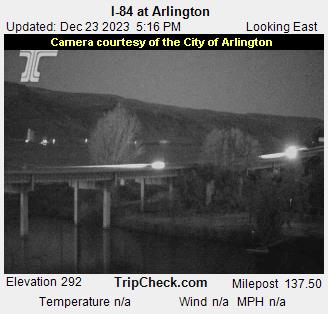 I-84 at Arlington
Updated: Dec 23 2023 5:16 PM Looking East
Camera courtesy of the City of Arlington
Elevation 292 TripCheck.com Milepost 137.50
Temperature n/a Wind n/a MPH n/a